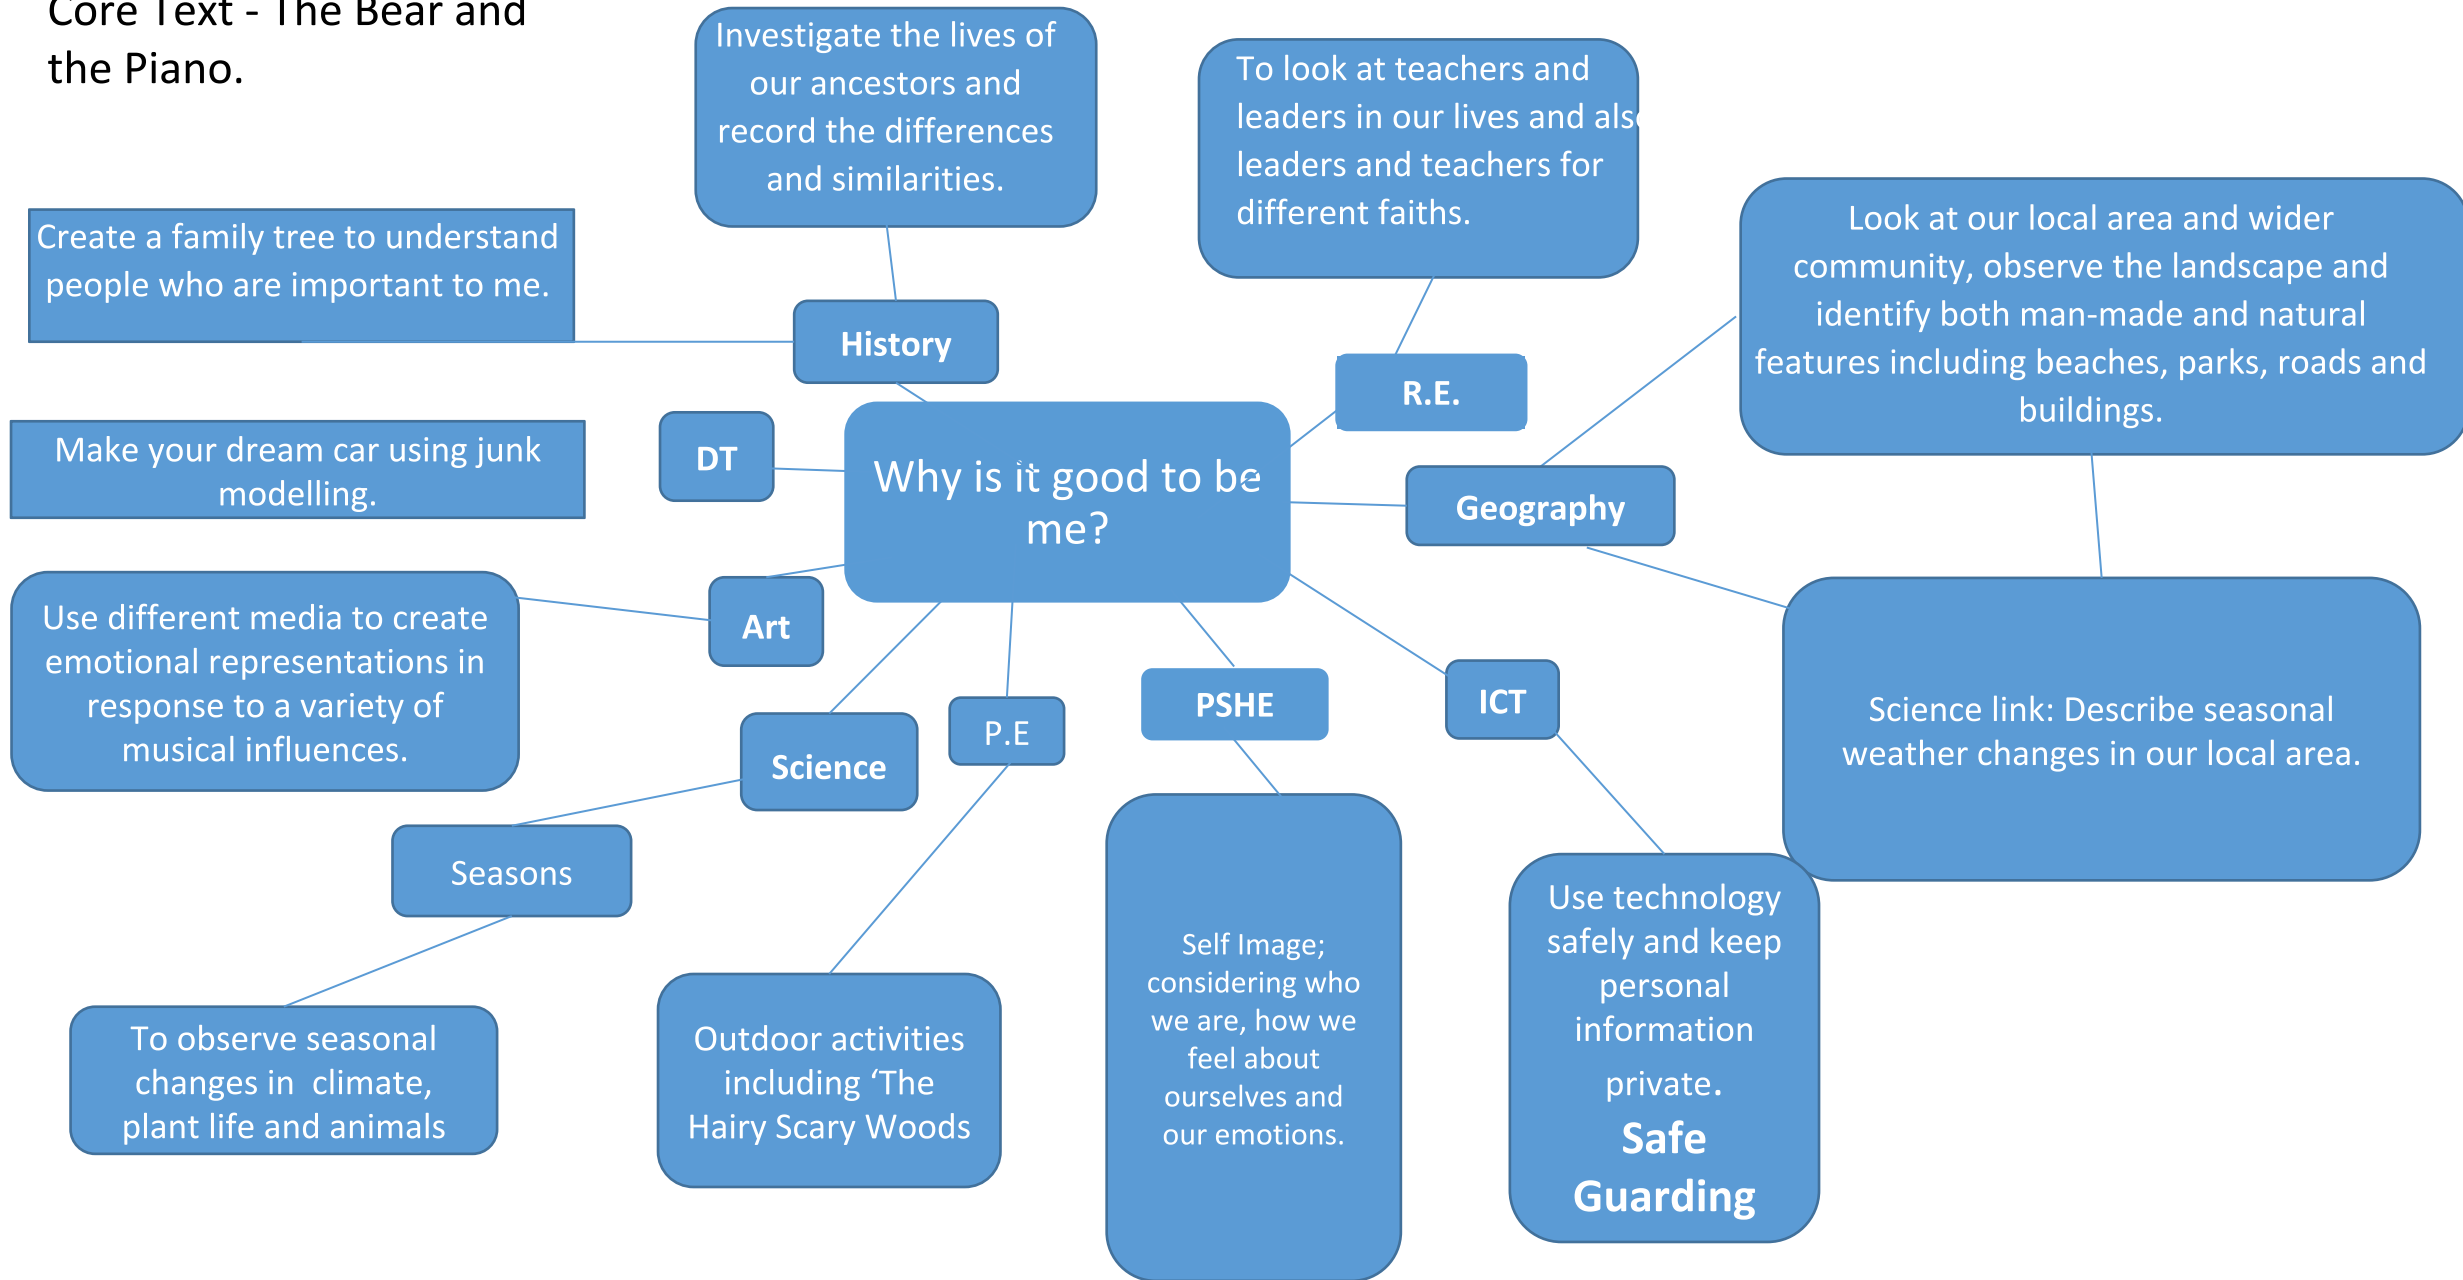 Core Text - The Bear and
the Piano.
Investigate the lives of
our ancestors and
record the differences
and similarities.
To look at teachers and
leaders in our lives and also
leaders and teachers for
different faiths.
Create a family tree to understand
people who are important to me.
Look at our local area and wider
community, observe the landscape and
identify both man-made and natural
features including beaches, parks, roads and
buildings.
History
R.E.
Make your dream car using junk
modelling.
DT
Why is it good to be
me?
Geography
Use different media to create
emotional representations in
response to a variety of
musical influences.
Art
Science
P.E
PSHE
ICT
Science link: Describe seasonal
weather changes in our local area.
Seasons
To observe seasonal
changes in  climate,
plant life and animals
Outdoor activities
including ‘The
Hairy Scary Woods
Self Image;
considering who
we are, how we
feel about
ourselves and
our emotions.
Use technology
safely and keep
personal
information
private.
Safe
Guarding